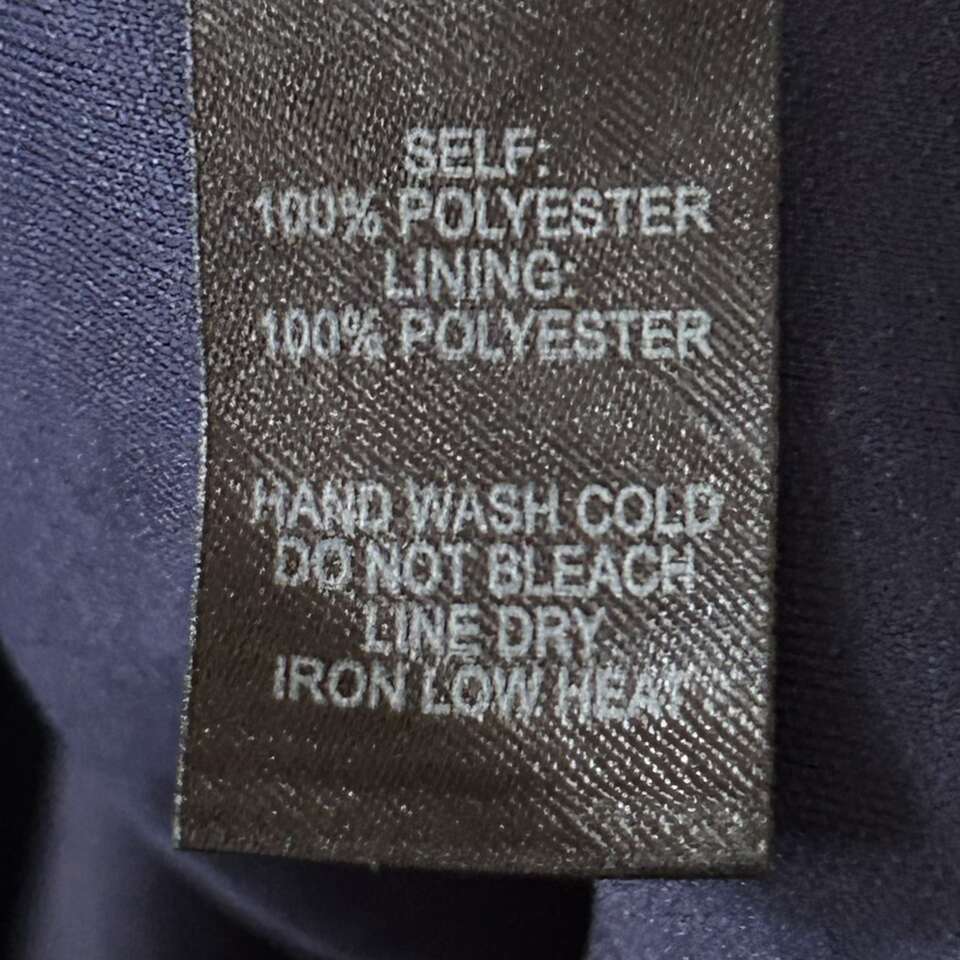 SELF:
100% POLYESTER
LINING:
100% POLYESTER
HAND WASH COLD
DO NOT BLEACH
LINE DRY
IRON LOW HEAT